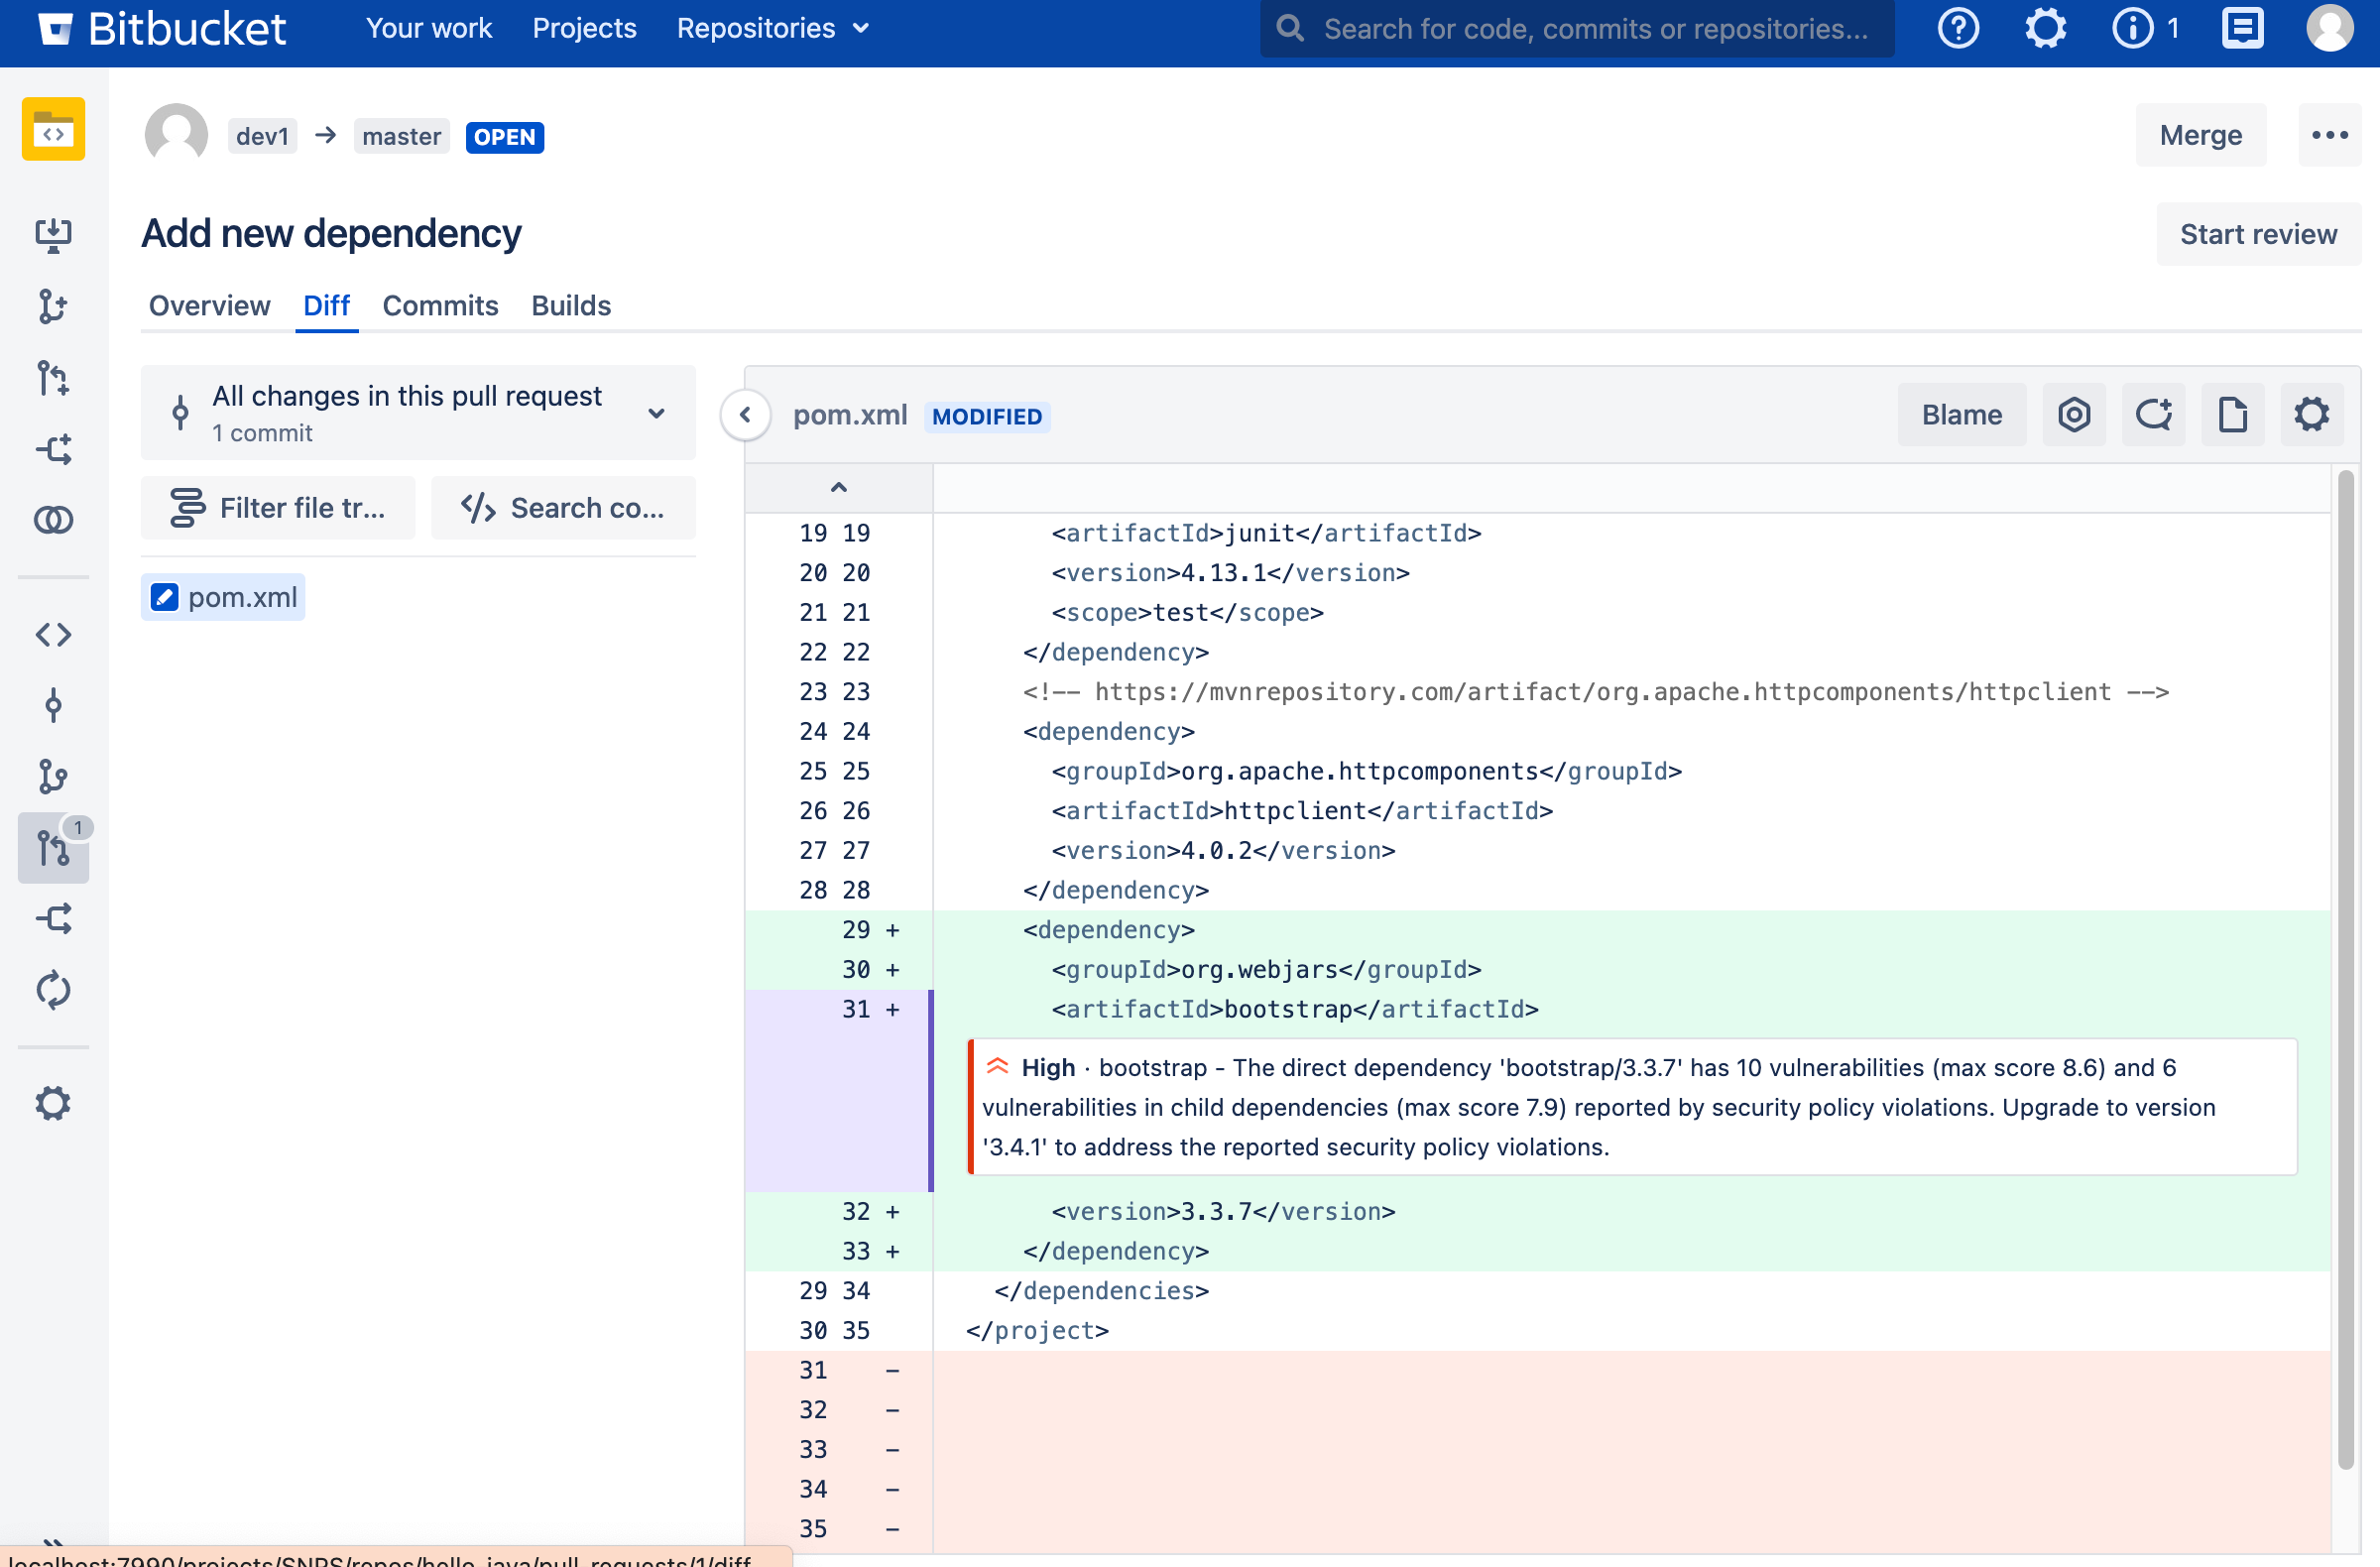 Bitbucket Your work Projects Repositories Search for code, commits or repositories... 1
dev1 → master OPEN Merge
Add new dependency Start review
Overview Diff Commits Builds
All changes in this pull request
1 commit
pom.xml MODIFIED Blame
Filter file tr... Search co...
pom.xml
19 19 <artifactId>junit</artifactId>
20 20 <version>4.13.1</version>
21 21 <scope>test</scope>
22 22 </dependency>
23 23 <!-- https://mvnrepository.com/artifact/org.apache.httpcomponents/httpclient -->
24 24 <dependency>
25 25 <groupId>org.apache.httpcomponents</groupId>
26 26 <artifactId>httpclient</artifactId>
27 27 <version>4.0.2</version>
28 28 </dependency>
29 + <dependency>
30 + <groupId>org.webjars</groupId>
31 + <artifactId>bootstrap</artifactId>
High · bootstrap - The direct dependency 'bootstrap/3.3.7' has 10 vulnerabilities (max score 8.6) and 6
vulnerabilities in child dependencies (max score 7.9) reported by security policy violations. Upgrade to version
'3.4.1' to address the reported security policy violations.
32 + <version>3.3.7</version>
33 + </dependency>
29 34 </dependencies>
30 35 </project>
31 -
32 -
33 -
34 -
35 -
1
localhost:7990/projects/SNPS/repos/hello_java/pull-requests/1/diff